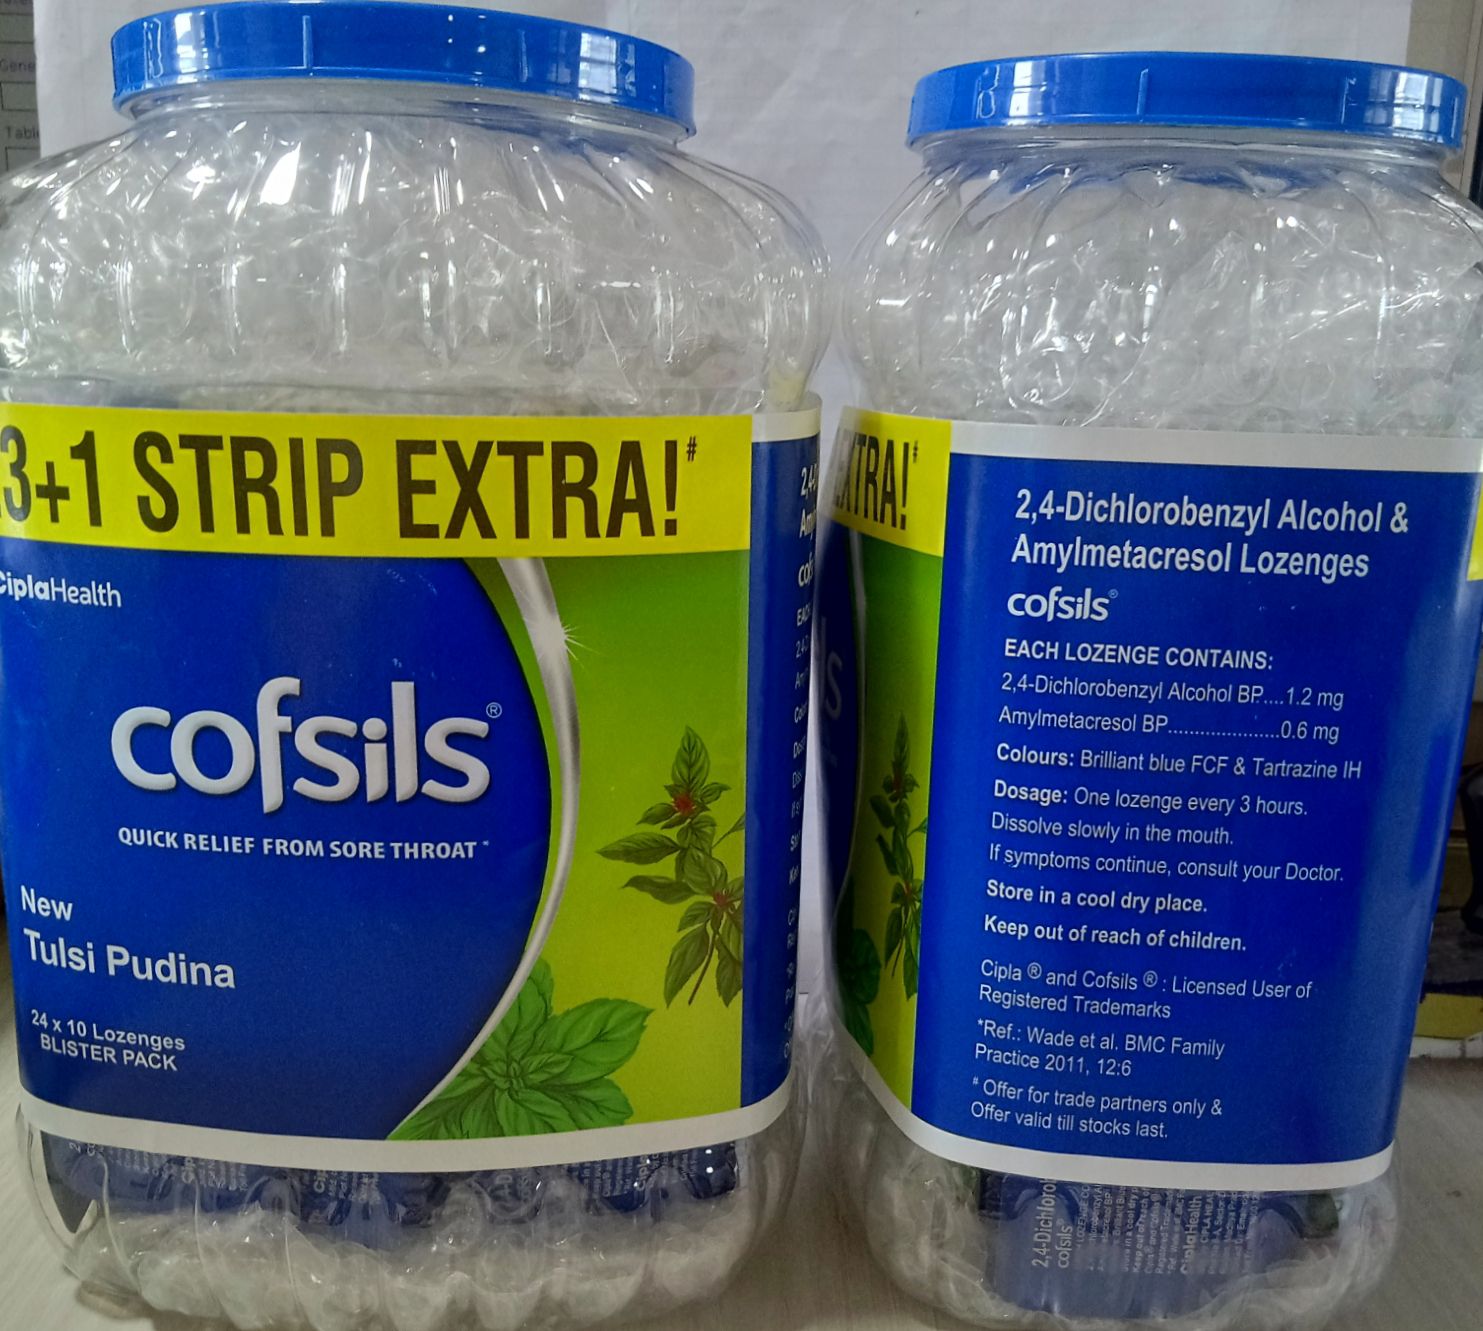 3+1 STRIP EXTRA!#
CiplaHealth
cofsils®
QUICK RELIEF FROM SORE THROAT*
New
Tulsi Pudina
24 x 10 Lozenges
BLISTER PACK
EXTRA!#
2,4-Dichlorobenzyl Alcohol &
Amylmetacresol Lozenges
cofsils®
EACH LOZENGE CONTAINS:
2,4-Dichlorobenzyl Alcohol BP....1.2 mg
Amylmetacresol BP.....................0.6 mg
Colours: Brilliant blue FCF & Tartrazine IH
Dosage: One lozenge every 3 hours.
Dissolve slowly in the mouth.
If symptoms continue, consult your Doctor.
Store in a cool dry place.
Keep out of reach of children.
Cipla ® and Cofsils ® : Licensed User of
Registered Trademarks
*Ref.: Wade et al. BMC Family
Practice 2011, 12:6
# Offer for trade partners only &
Offer valid till stocks last.
2,4-Dichloro
cofsils®
CiplaHealth